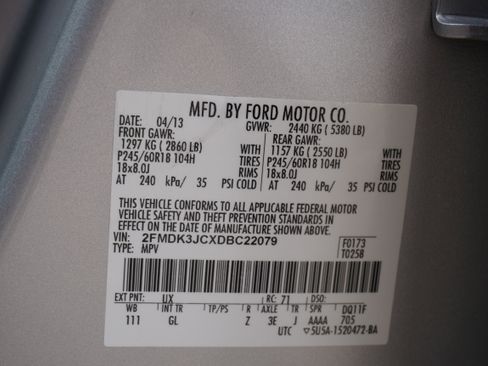 MFD. BY FORD MOTOR CO.
DATE: 04/13 GVWR: 2440 KG ( 5380 LB)
FRONT GAWR: REAR GAWR:
1297 KG ( 2860 LB) 1157 KG ( 2550 LB)
P245/60R18 104H WITH TIRES P245/60R18 104H WITH TIRES
18x8.0J RIMS 18x8.0J RIMS
AT 240 kPa/ 35 PSI COLD AT 240 kPa/ 35 PSI COLD
THIS VEHICLE CONFORMS TO ALL APPLICABLE FEDERAL MOTOR
VEHICLE SAFETY AND THEFT PREVENTION STANDARDS IN
EFFECT ON THE DATE OF MANUFACTURE SHOWN ABOVE.
VIN: 2FMDK3JCXDBC22079 F0173
TYPE: MPV T0258
EXT PNT: UX RC: 71 DSO:
WB INT TR TP/PS R AXLE TR SPR DQ11F
111 GL Z 3E J AAAA 705
UTC 5U5A-1520472-BA